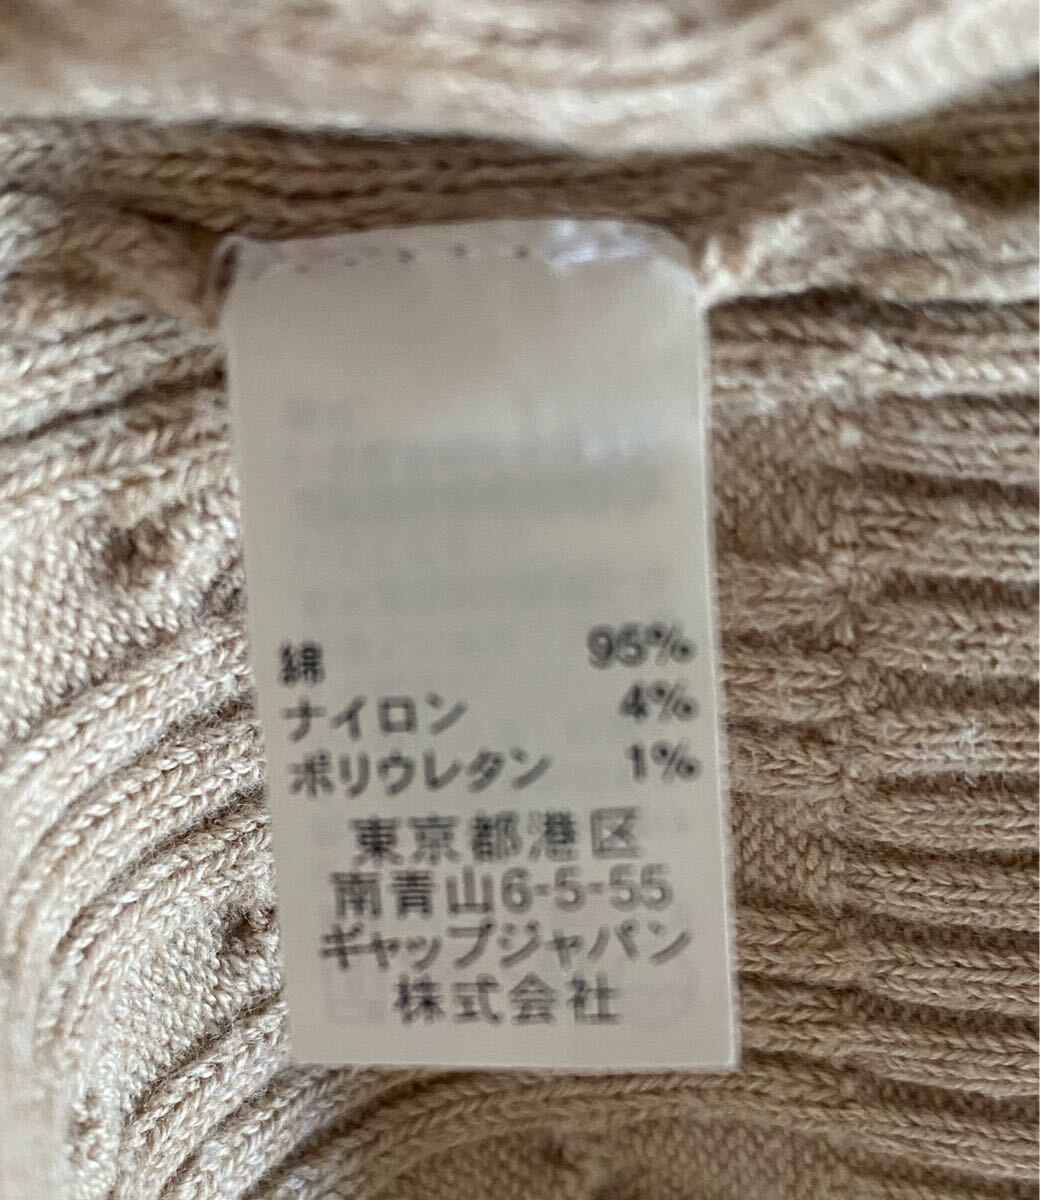 綿 95%
ナイロン 4%
ポリウレタン 1%
東京都港区
南青山6-5-55
ギャップジャパン
株式会社